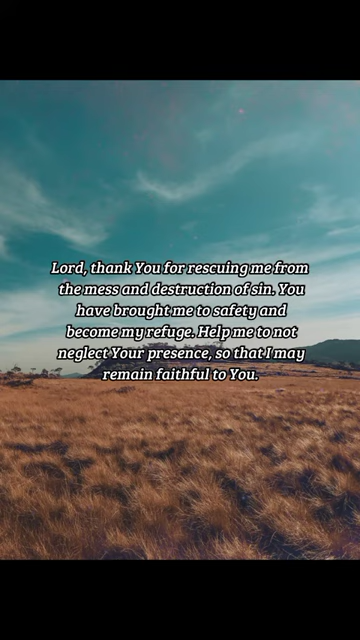 Lord, thank You for rescuing me from
the mess and destruction of sin. You
have brought me to safety and
become my refuge. Help me to not
neglect Your presence, so that I may
remain faithful to You.